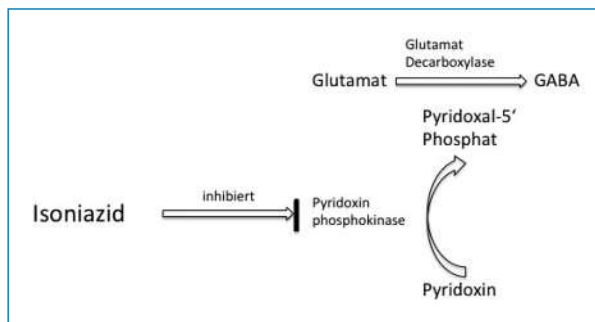 Glutamat
Decarboxylase
Glutamat
GABA
Pyridoxal-5‘
Phosphat
inhibiert
Isoniazid
Pyridoxin
phosphokinase
Pyridoxin